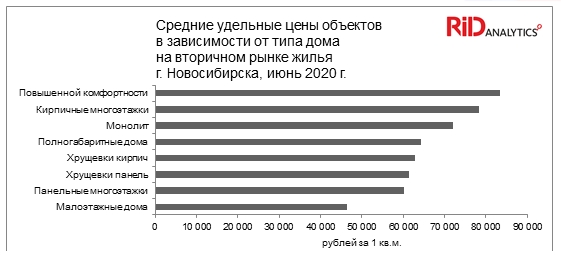 Средние удельные цены объектов
в зависимости от типа дома
на вторичном рынке жилья
г. Новосибирска, июнь 2020 г.
RiD ANALYTICS
Повышенной комфортности
Кирпичные многоэтажки
Монолит
Полногабаритные дома
Хрущевки кирпич
Хрущевки панель
Панельные многоэтажки
Малоэтажные дома
0 10 000 20 000 30 000 40 000 50 000 60 000 70 000 80 000 90 000
рублей за 1 кв.м.